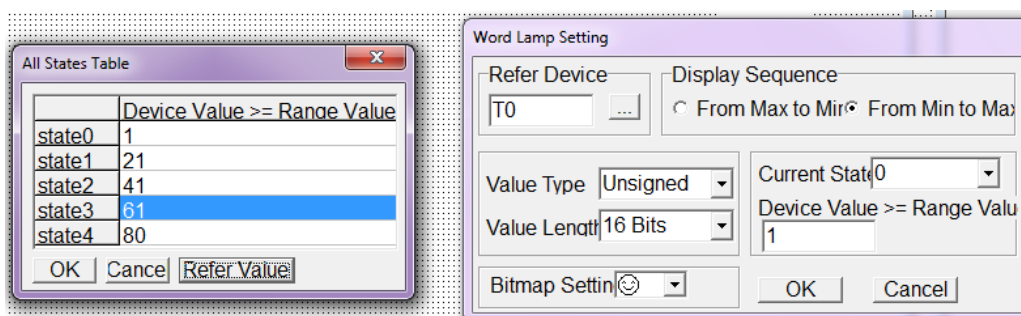 All States Table
Device Value >= Range Value
state0 1
state1 21
state2 41
state3 61
state4 80
OK Cance Refer Value
Word Lamp Setting
Refer Device
T0 ...
Display Sequence
From Max to Mir From Min to Max
Value Type Unsigned
Value Length 16 Bits
Current State 0
Device Value >= Range Valu
1
Bitmap Settin
OK Cancel